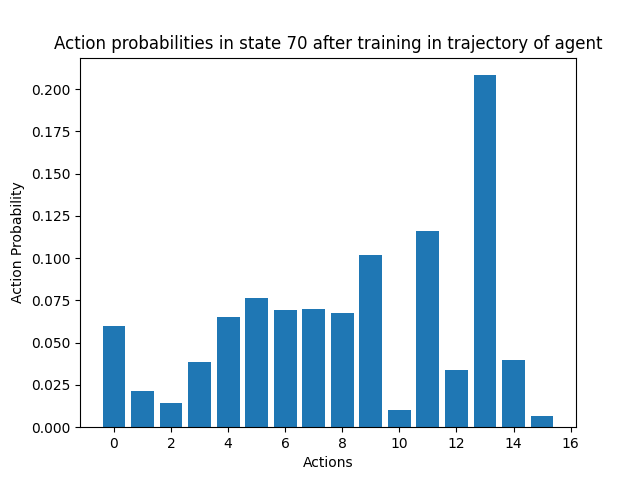 Action probabilities in state 70 after training in trajectory of agent
0.200
0.175
0.150
0.125
0.100
0.075
0.050
0.025
0.000
Action Probability
0 2 4 6 8 10 12 14 16
Actions